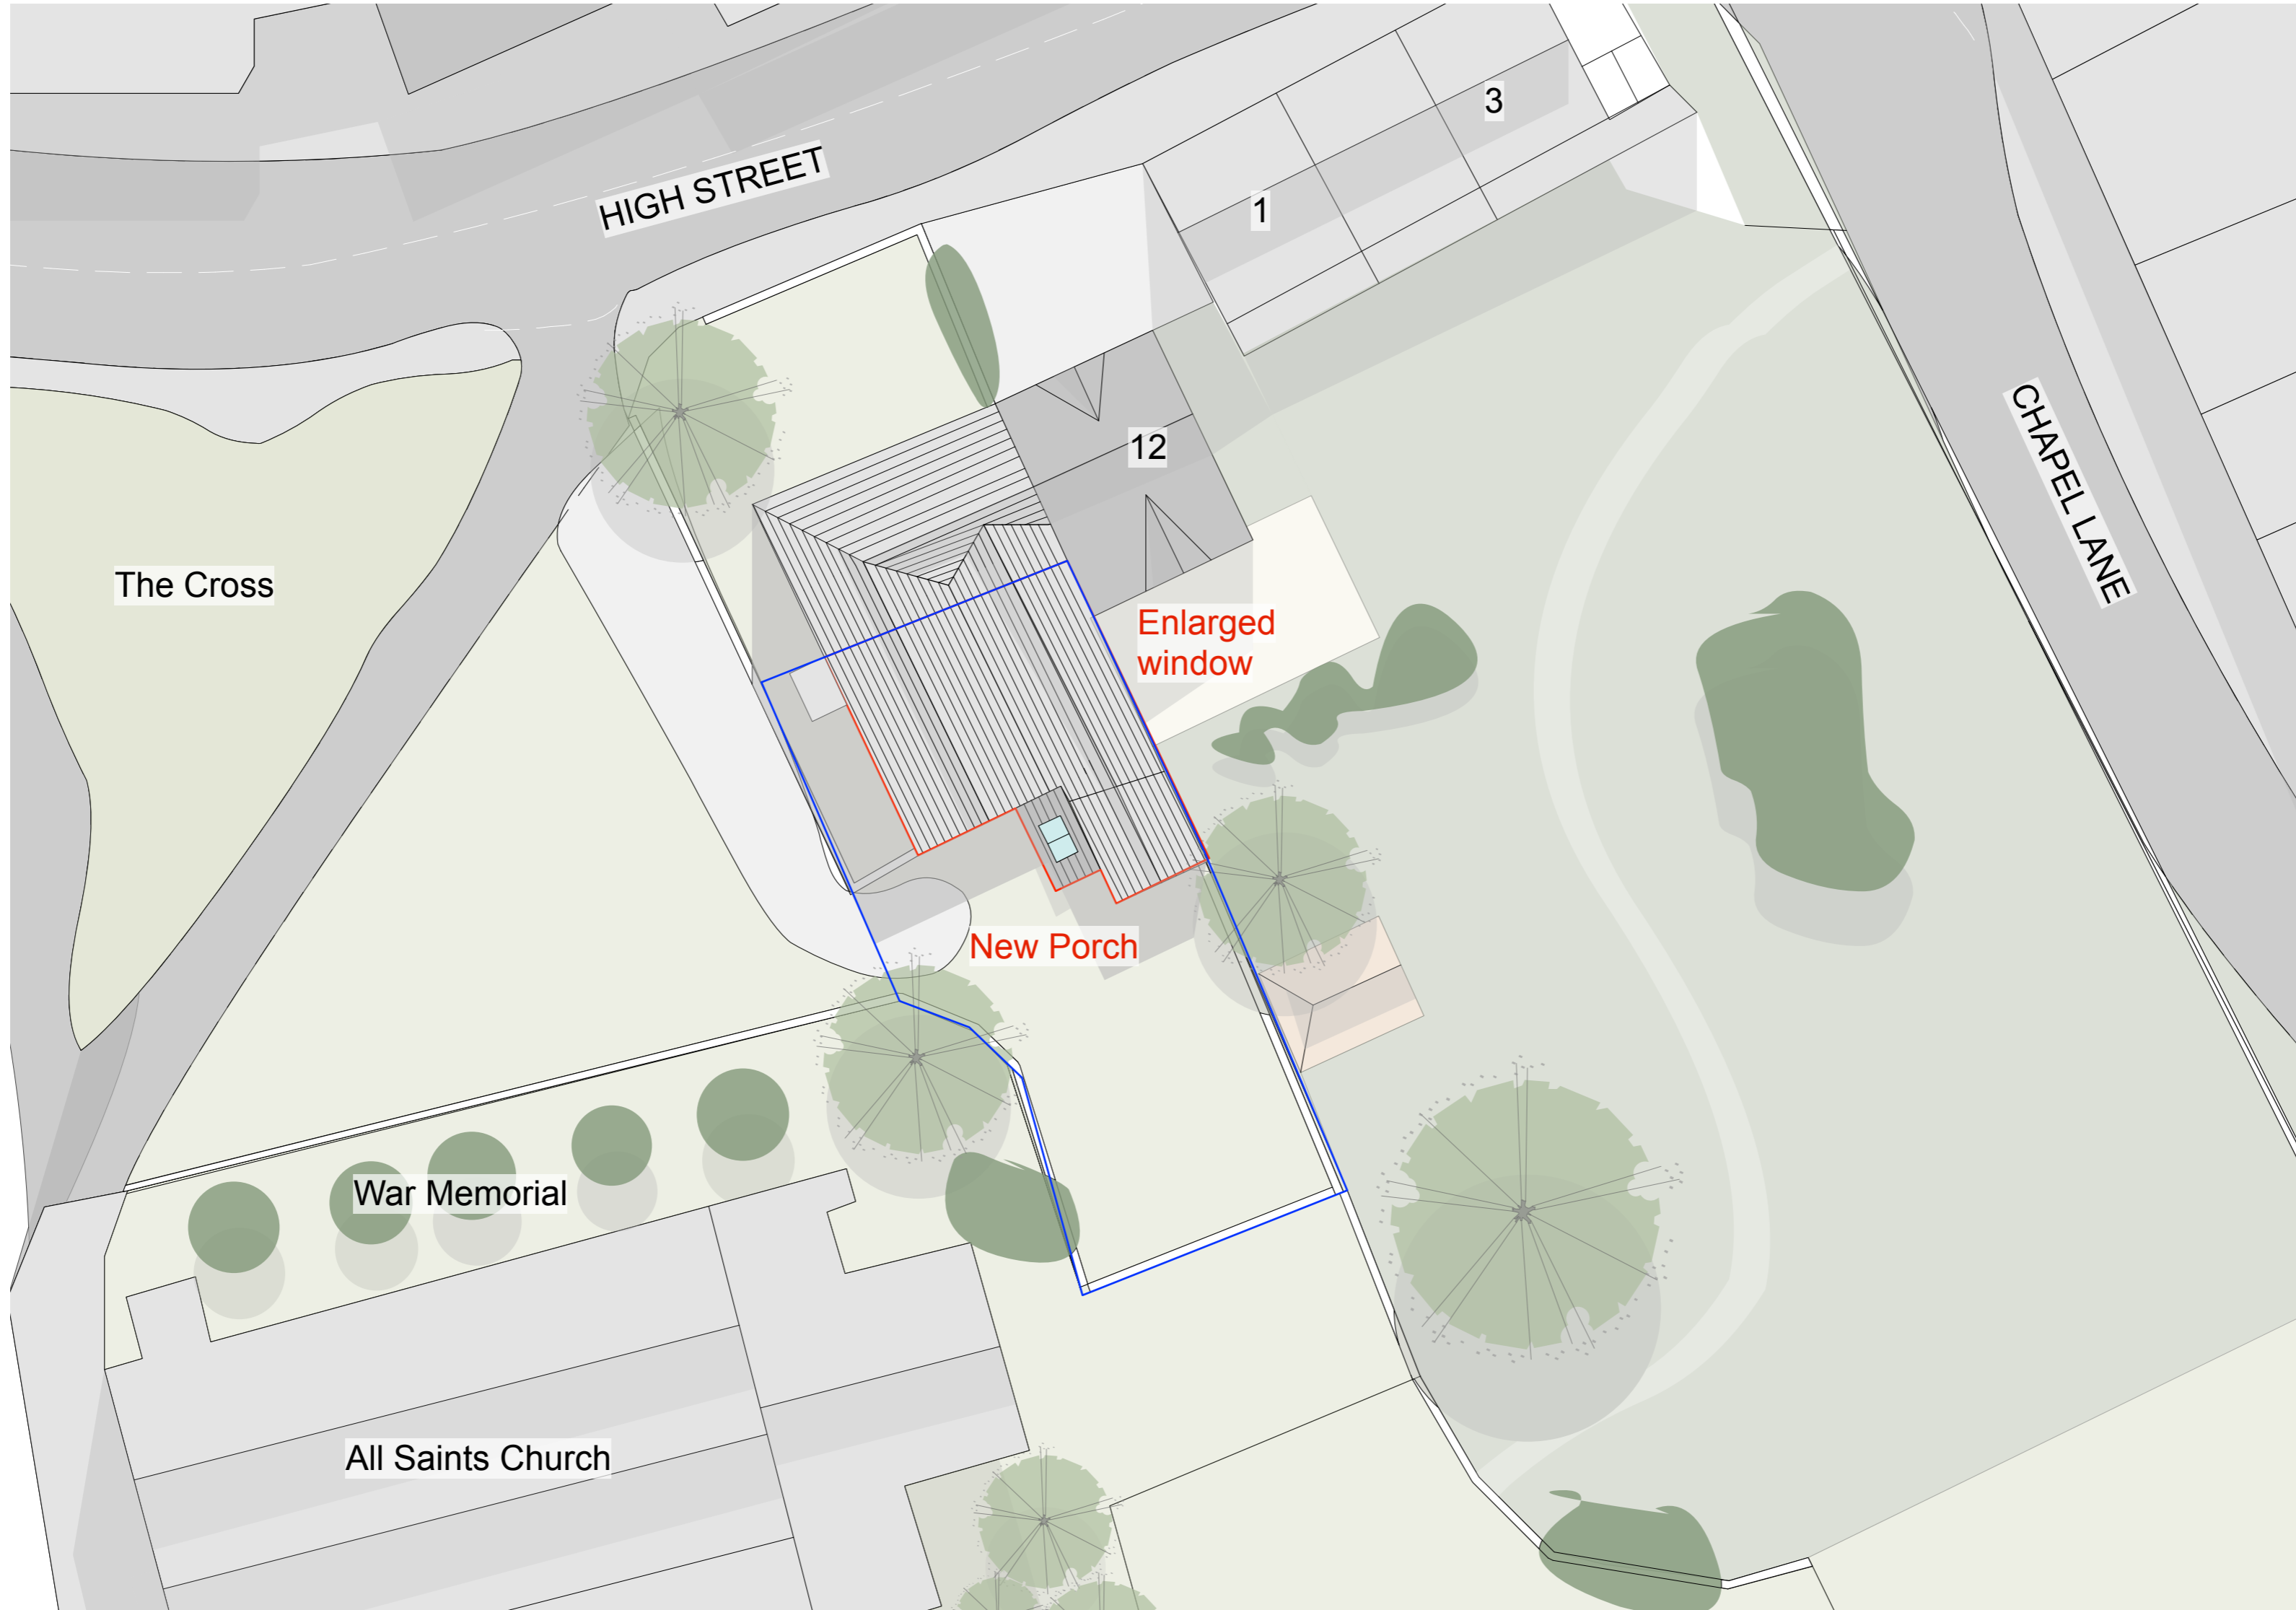 3
HIGH STREET
1
12
CHAPEL LANE
The Cross
Enlarged
window
New Porch
War Memorial
All Saints Church